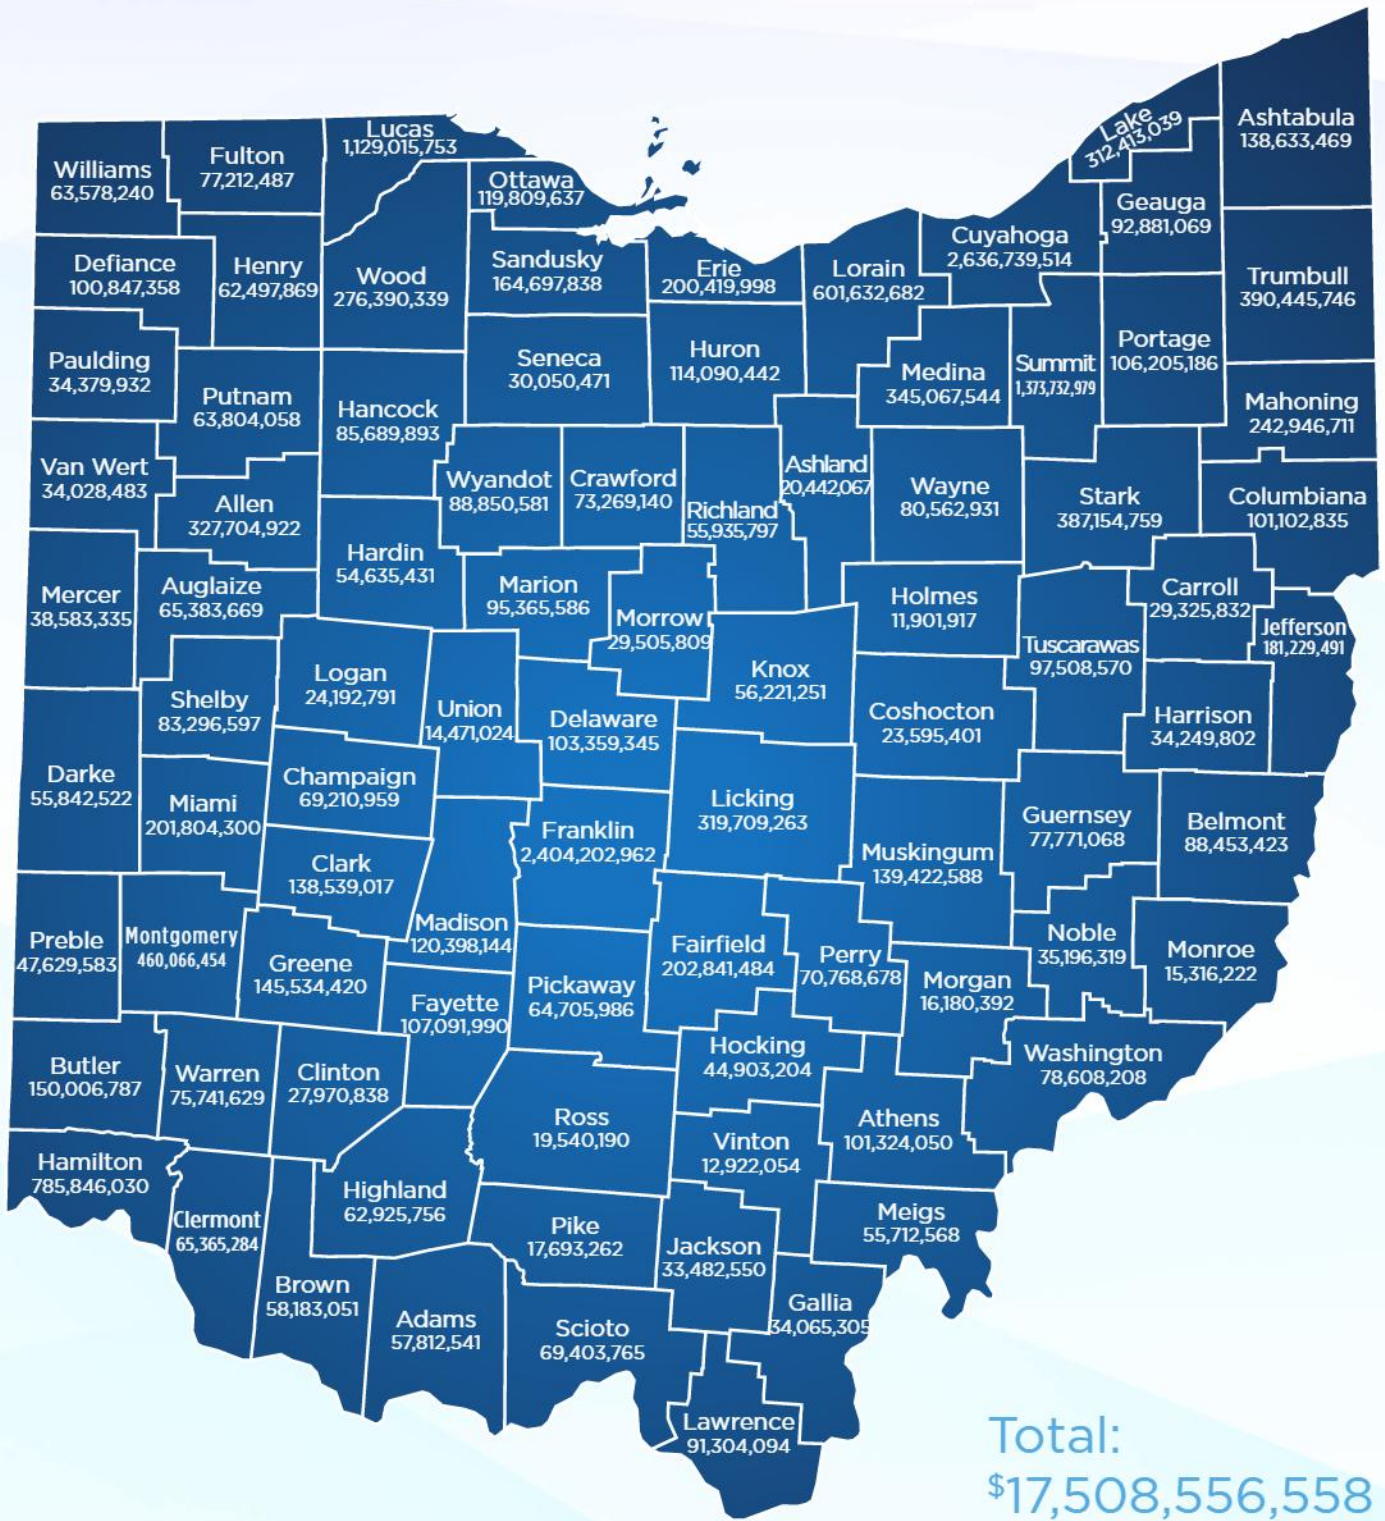 Lake
312,413,039
Ashtabula
138,633,469
Lucas
1,129,015,753
Williams
63,578,240
Fulton
77,212,487
Ottawa
119,809,637
Geauga
92,881,069
Cuyahoga
2,636,739,514
Defiance
100,847,358
Henry
62,497,869
Wood
276,390,339
Sandusky
164,697,838
Erie
200,419,998
Lorain
601,632,682
Trumbull
390,445,746
Paulding
34,379,932
Putnam
63,804,058
Hancock
85,689,893
Seneca
30,050,471
Huron
114,090,442
Medina
345,067,544
Summit
1,373,732,979
Portage
106,205,186
Mahoning
242,946,711
Van Wert
34,028,483
Allen
327,704,922
Wyandot
88,850,581
Crawford
73,269,140
Richland
55,935,797
Ashland
20,442,067
Wayne
80,562,931
Stark
387,154,759
Columbiana
101,102,835
Mercer
38,583,335
Auglaize
65,383,669
Hardin
54,635,431
Marion
95,365,586
Morrow
29,505,809
Holmes
11,901,917
Tuscarawas
97,508,570
Carroll
29,325,832
Jefferson
181,229,491
Shelby
83,296,597
Logan
24,192,791
Union
14,471,024
Delaware
103,359,345
Knox
56,221,251
Coshocton
23,595,401
Harrison
34,249,802
Darke
55,842,522
Miami
201,804,300
Champaign
69,210,959
Franklin
2,404,202,962
Licking
319,709,263
Muskingum
139,422,588
Guernsey
77,771,068
Belmont
88,453,423
Clark
138,539,017
Preble
47,629,583
Montgomery
460,066,454
Greene
145,534,420
Madison
120,398,144
Fayette
107,091,990
Pickaway
64,705,986
Fairfield
202,841,484
Perry
70,768,678
Morgan
16,180,392
Noble
35,196,319
Monroe
15,316,222
Butler
150,006,787
Warren
75,741,629
Clinton
27,970,838
Ross
19,540,190
Hocking
44,903,204
Vinton
12,922,054
Athens
101,324,050
Washington
78,608,208
Hamilton
785,846,030
Clermont
65,365,284
Highland
62,925,756
Pike
17,693,262
Jackson
33,482,550
Meigs
55,712,568
Brown
58,183,051
Adams
57,812,541
Scioto
69,403,765
Gallia
34,065,305
Lawrence
91,304,094
Total:
$17,508,556,558